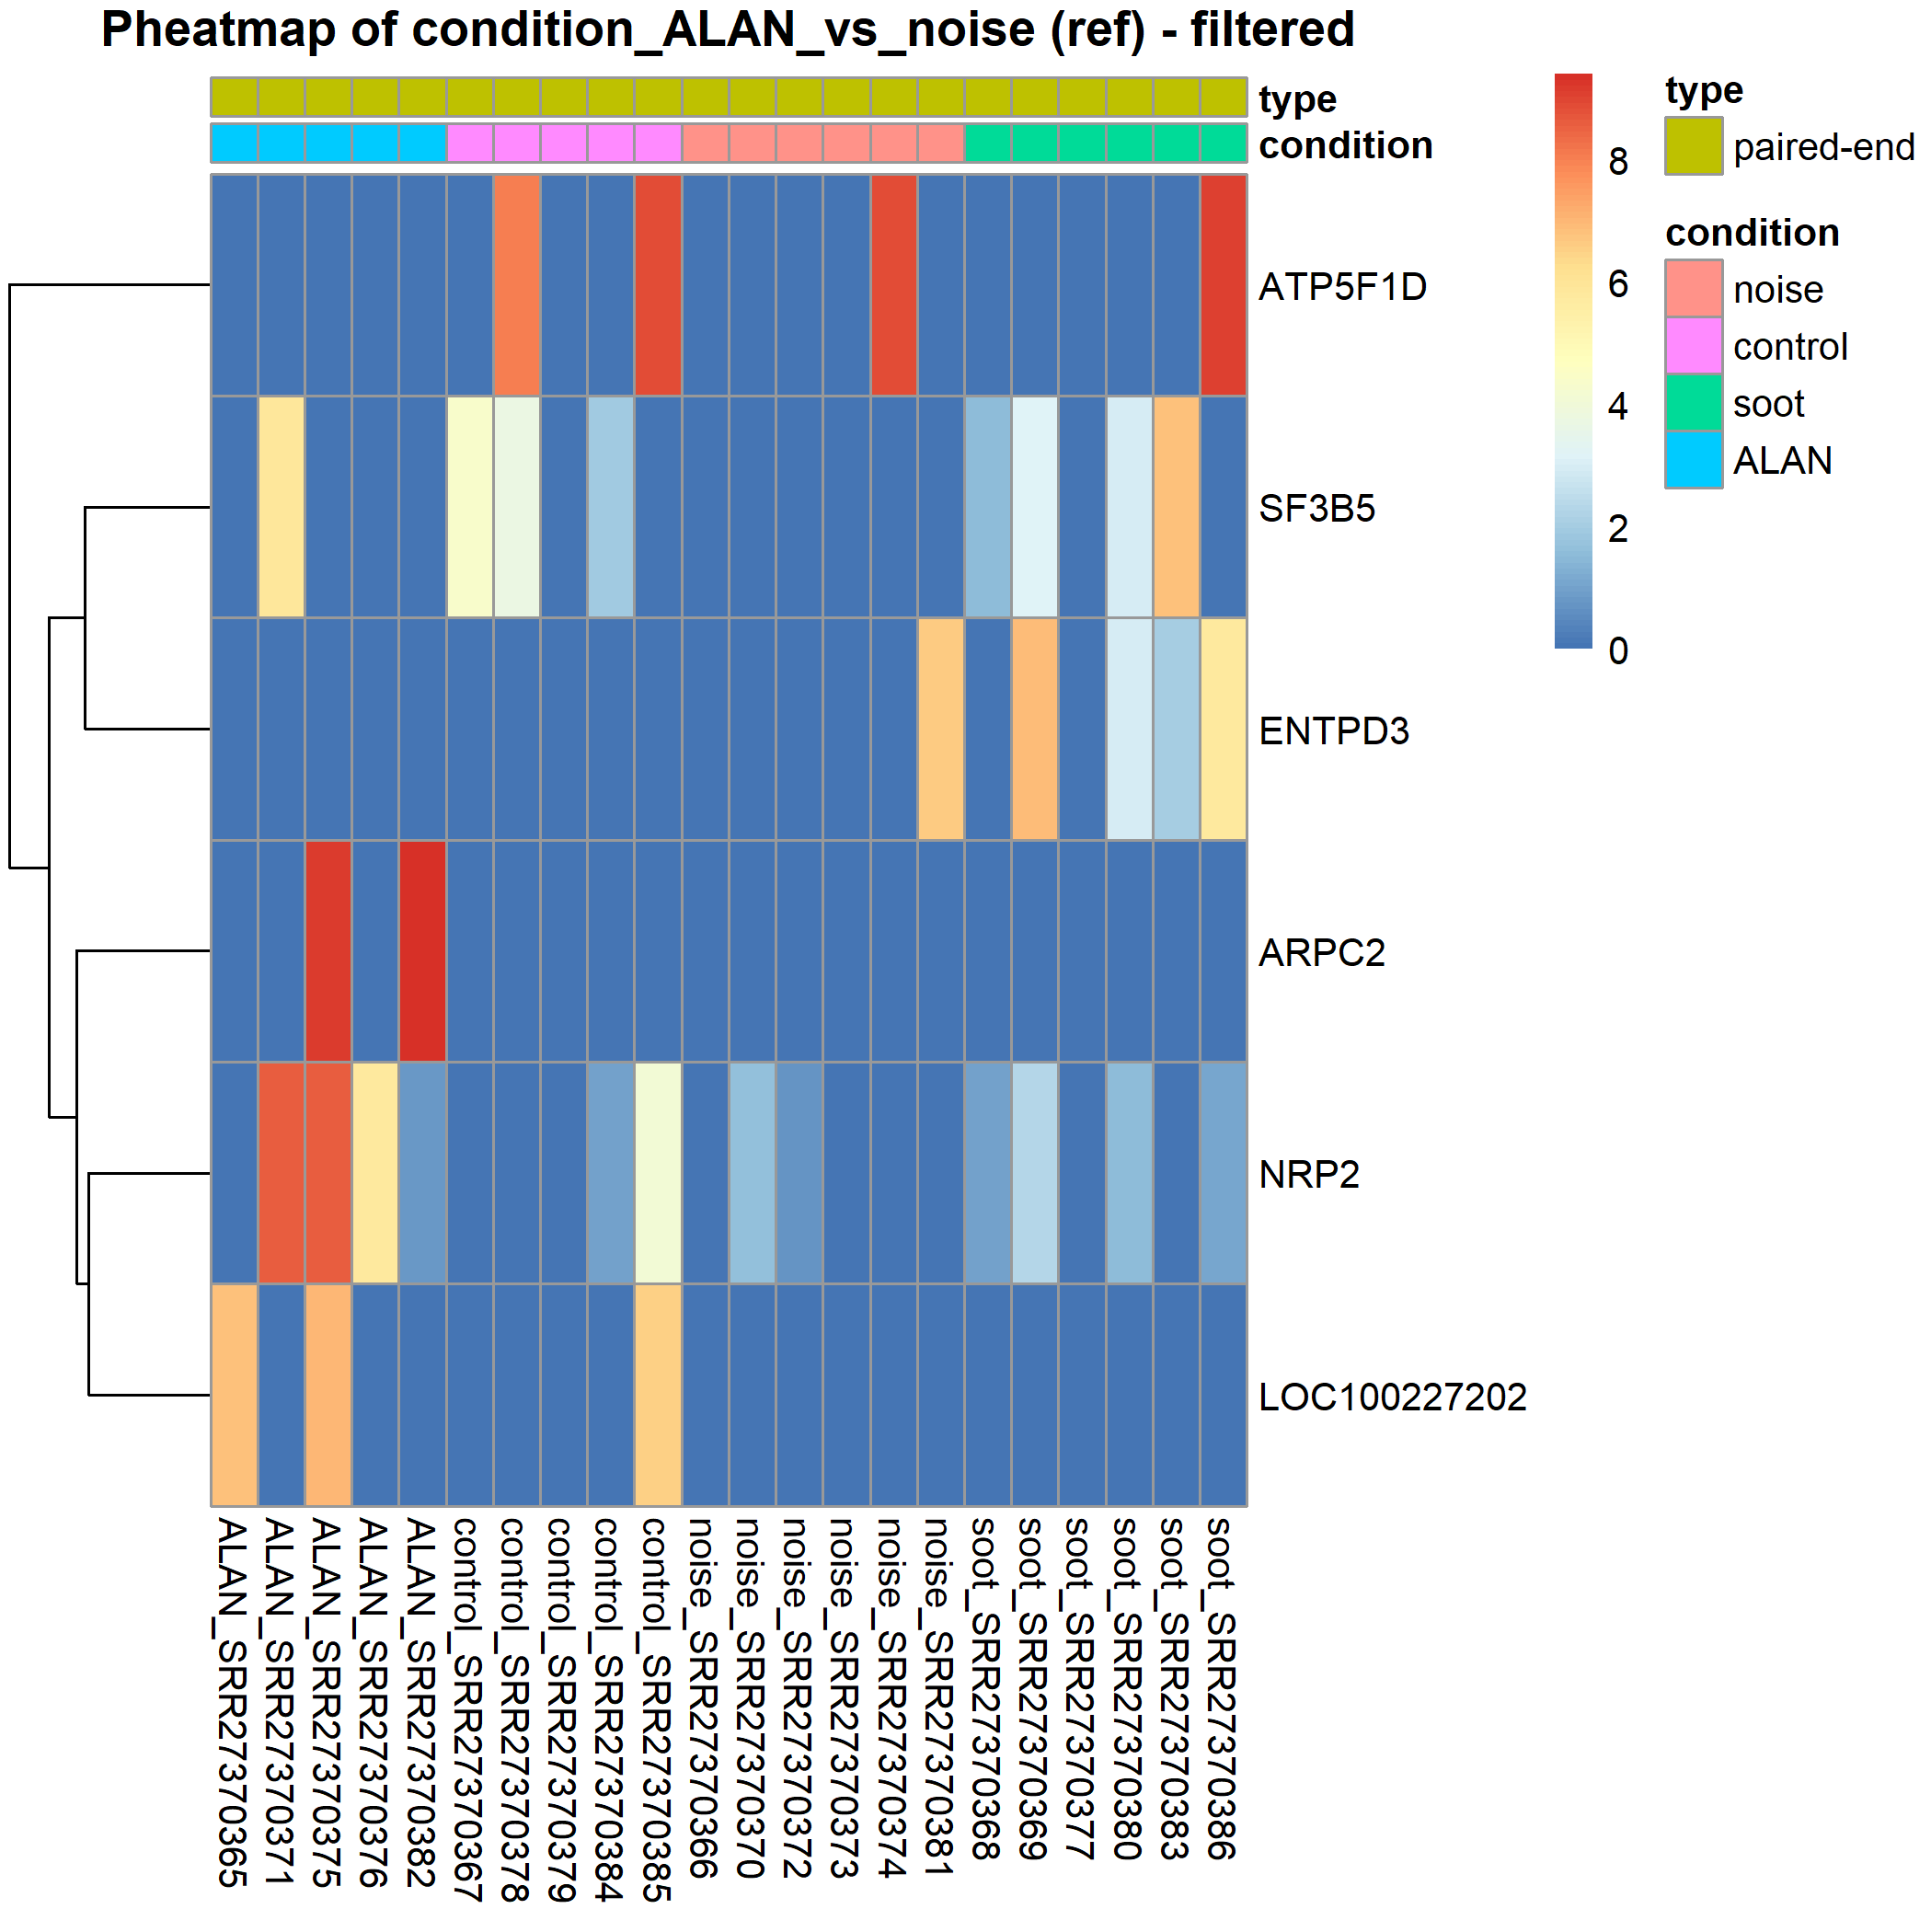 Pheatmap of condition_ALAN_vs_noise (ref) - filtered
type
condition
ATP5F1D
SF3B5
ENTPD3
ARPC2
NRP2
LOC100227202
ALAN_SRR27370365
ALAN_SRR27370371
ALAN_SRR27370375
ALAN_SRR27370376
ALAN_SRR27370382
control_SRR27370367
control_SRR27370378
control_SRR27370379
control_SRR27370384
control_SRR27370385
noise_SRR27370366
noise_SRR27370370
noise_SRR27370372
noise_SRR27370373
noise_SRR27370374
noise_SRR27370381
soot_SRR27370368
soot_SRR27370369
soot_SRR27370377
soot_SRR27370380
soot_SRR27370383
soot_SRR27370386
8
6
4
2
0
type
paired-end
condition
noise
control
soot
ALAN